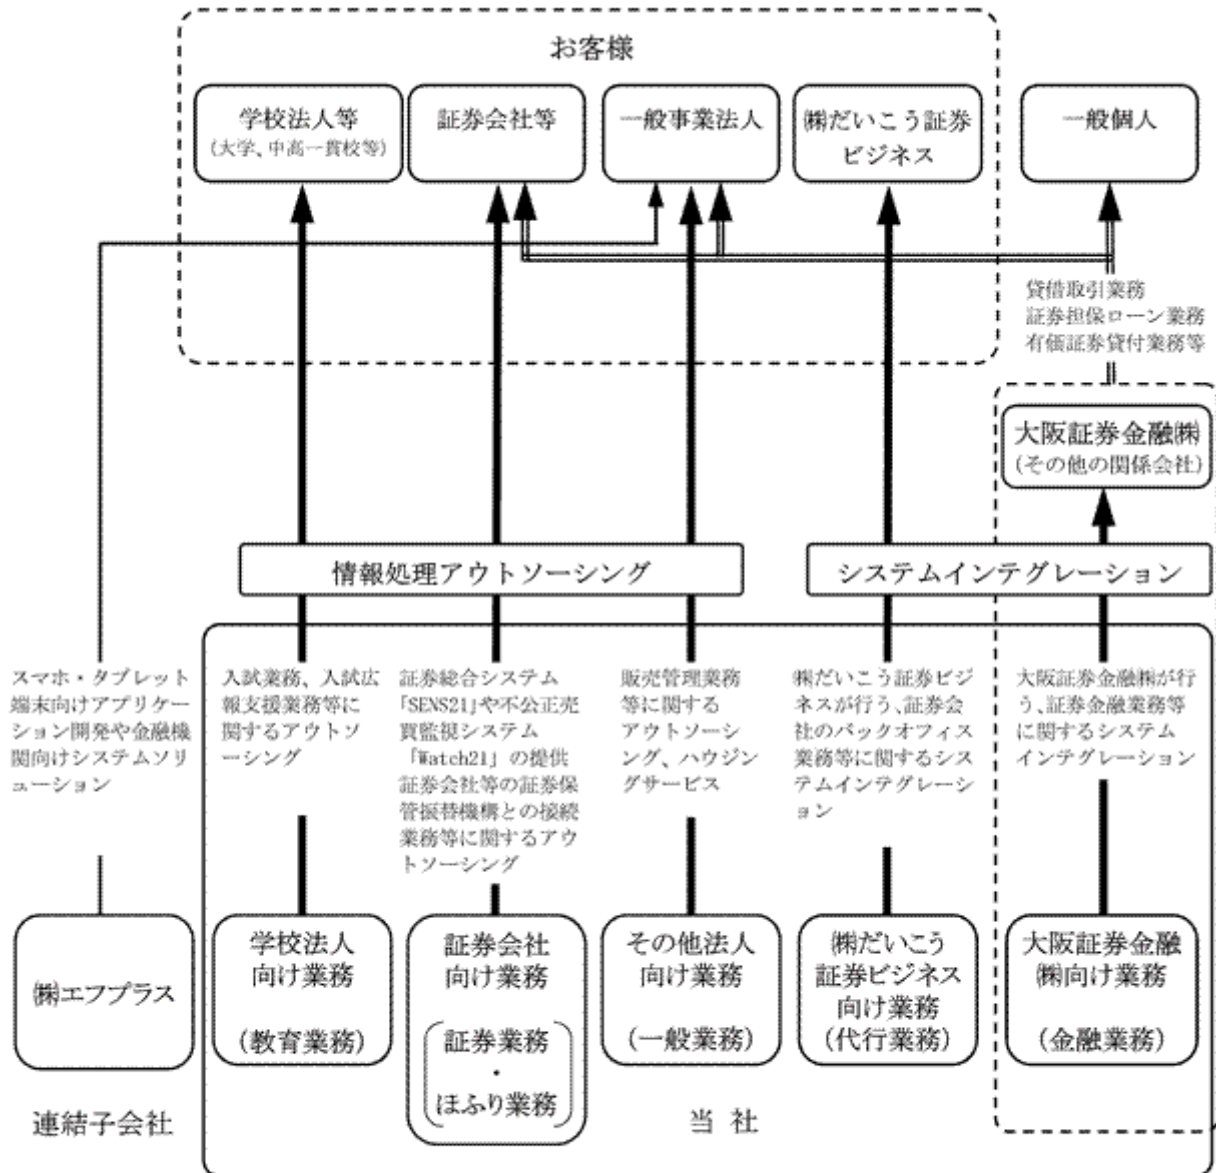 お客様
学校法人等
(大学、中高一貫校等)
証券会社等
一般事業法人
㈱だいこう証券
ビジネス
一般個人
貸借取引業務
証券担保ローン業務
有価証券貸付業務等
大阪証券金融㈱
(その他の関係会社)
情報処理アウトソーシング
システムインテグレーション
スマホ・タブレット
端末向けアプリケー
ション開発や金融機
関向けシステムソリ
ューション
入試業務、入試広
報支援業務等に
関するアウトソ
ーシング
証券総合システム
「SENS21」や不公正売
買監視システム
「Watch21」の提供
証券会社等の証券保
管振替機構との接続
業務等に関するアウ
トソーシング
販売管理業務
等に関する
アウトソーシ
ング、ハウジン
グサービス
㈱だいこう証券ビジ
ネスが行う、証券会
社のバックオフィス
業務等に関するシス
テムインテグレーシ
ョン
大阪証券金融㈱が行
う、証券金融業務等
に関するシステム
インテグレーション
㈱エフプラス
学校法人
向け業務
(教育業務)
証券会社
向け業務
証券業務
・
ほふり業務
その他法人
向け業務
(一般業務)
㈱だいこう
証券ビジネス
向け業務
(代行業務)
大阪証券金融
㈱向け業務
(金融業務)
連結子会社
当 社